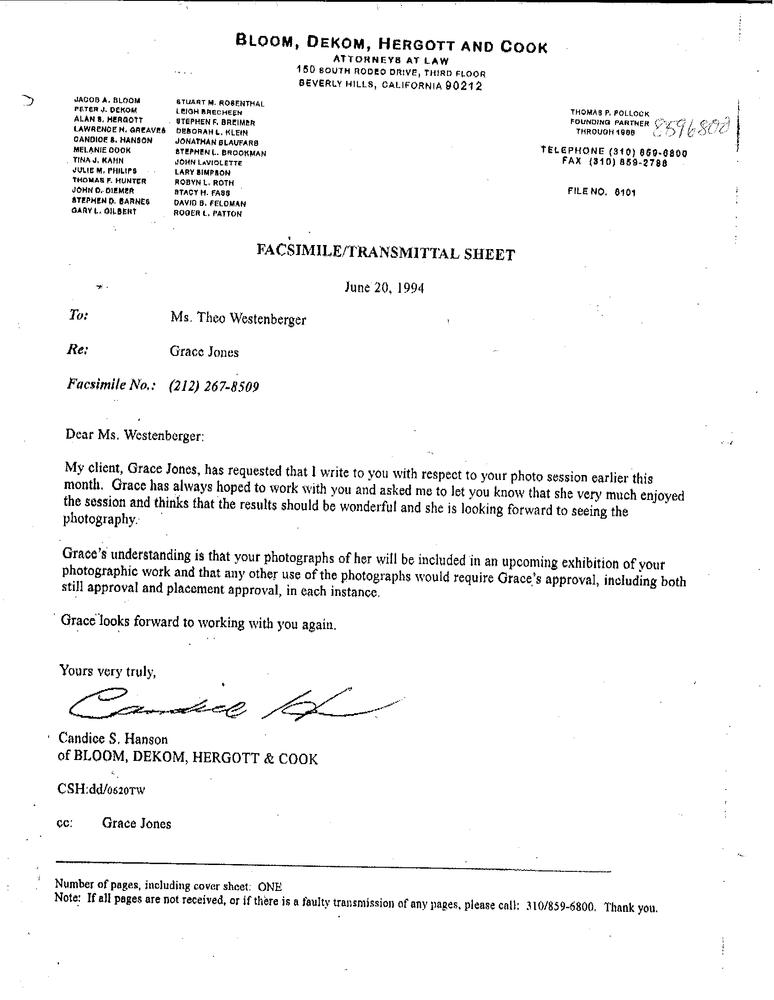 BLOOM, DEKOM, HERGOTT AND COOK
ATTORNEYS AT LAW
150 SOUTH RODEO DRIVE, THIRD FLOOR
BEVERLY HILLS, CALIFORNIA 90212
JACOB A. BLOOM
PETER J. DEKOM
ALAN S. HERGOTT
LAWRENCE H. GREAVES
CANDICE S. HANSON
MELANIE COOK
TINA J. KAHN
JULIE M. PHILIPS
THOMAS F. HUNTER
JOHN D. DIEMER
STEPHEN D. BARNES
GARY L. GILBERT
STUART M. ROSENTHAL
LEIGH BRECHEEN
STEPHEN F. BREIMER
DEBORAH L. KLEIN
JONATHAN BLAUFARB
STEPHEN L. BROOKMAN
JOHN LAVIOLETTE
LARY SIMPSON
ROBYN L. ROTH
STACY H. FASS
DAVID B. FELDMAN
ROGER L. PATTON
THOMAS P. POLLOCK
FOUNDING PARTNER
THROUGH 1986
8596800
TELEPHONE (310) 859-6800
FAX (310) 859-2788
FILE NO. 6101
FACSIMILE/TRANSMITTAL SHEET
June 20, 1994
To: Ms. Theo Westenberger
Re: Grace Jones
Facsimile No.: (212) 267-8509
Dear Ms. Westenberger:
My client, Grace Jones, has requested that I write to you with respect to your photo session earlier this
month. Grace has always hoped to work with you and asked me to let you know that she very much enjoyed
the session and thinks that the results should be wonderful and she is looking forward to seeing the
photography.
Grace's understanding is that your photographs of her will be included in an upcoming exhibition of your
photographic work and that any other use of the photographs would require Grace's approval, including both
still approval and placement approval, in each instance.
Grace looks forward to working with you again.
Yours very truly,
Candice
Candice S. Hanson
of BLOOM, DEKOM, HERGOTT & COOK
CSH:dd/0620TW
cc: Grace Jones
Number of pages, including cover sheet: ONE
Note: If all pages are not received, or if there is a faulty transmission of any pages, please call: 310/859-6800. Thank you.